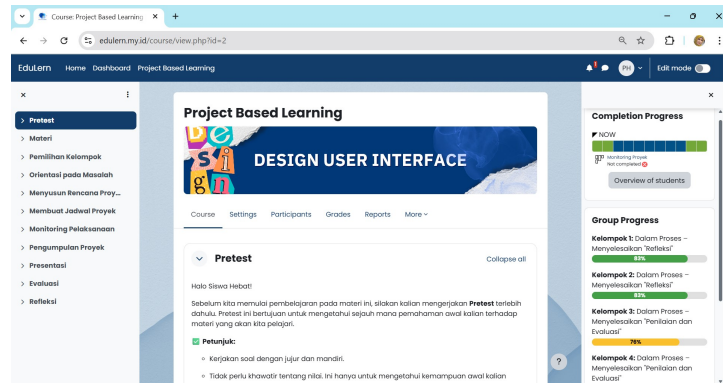 Course: Project Based Learning
edulern.my.id/course/view.php?id=2
EduLern Home Dashboard Project Based Learning
PH Edit mode
Pretest
Materi
Pemilihan Kelompok
Orientasi pada Masalah
Menyusun Rencana Proy...
Membuat Jadwal Proyek
Monitoring Pelaksanaan
Pengumpulan Proyek
Presentasi
Evaluasi
Refleksi
Project Based Learning
Design
DESIGN USER INTERFACE
Course Settings Participants Grades Reports More
Pretest Collapse all
Halo Siswa Hebat!
Sebelum kita memulai pembelajaran pada materi ini, silakan kalian mengerjakan Pretest terlebih
dahulu. Pretest ini bertujuan untuk mengetahui sejauh mana pemahaman awal kalian terhadap
materi yang akan kita pelajari.
Petunjuk:
Kerjakan soal dengan jujur dan mandiri.
Tidak perlu khawatir tentang nilai. Ini hanya untuk mengetahui kemampuan awal kalian
Completion Progress
NOW
Monitoring Proyek
Not completed
Overview of students
Group Progress
Kelompok 1: Dalam Proses –
Menyelesaikan "Refleksi"
83%
Kelompok 2: Dalam Proses –
Menyelesaikan "Refleksi"
83%
Kelompok 3: Dalam Proses –
Menyelesaikan "Penilaian dan
Evaluasi"
76%
Kelompok 4: Dalam Proses –
Menyelesaikan "Penilaian dan
Evaluasi"
?